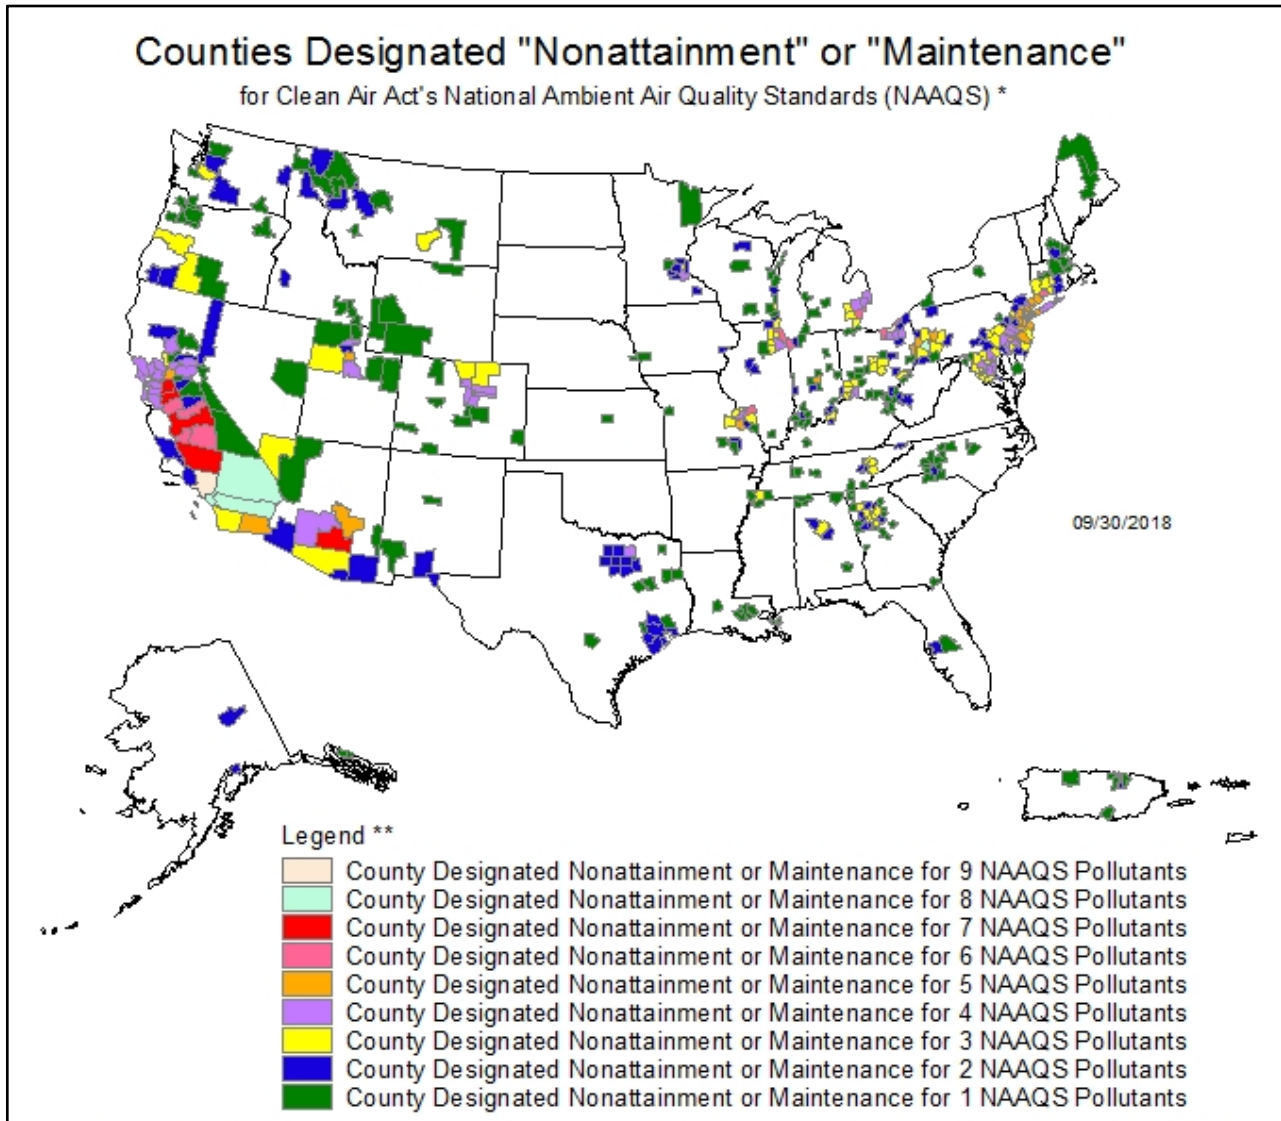 Counties Designated "Nonattainment" or "Maintenance"
for Clean Air Act's National Ambient Air Quality Standards (NAAQS) *
09/30/2018
Legend **
County Designated Nonattainment or Maintenance for 9 NAAQS Pollutants
County Designated Nonattainment or Maintenance for 8 NAAQS Pollutants
County Designated Nonattainment or Maintenance for 7 NAAQS Pollutants
County Designated Nonattainment or Maintenance for 6 NAAQS Pollutants
County Designated Nonattainment or Maintenance for 5 NAAQS Pollutants
County Designated Nonattainment or Maintenance for 4 NAAQS Pollutants
County Designated Nonattainment or Maintenance for 3 NAAQS Pollutants
County Designated Nonattainment or Maintenance for 2 NAAQS Pollutants
County Designated Nonattainment or Maintenance for 1 NAAQS Pollutants